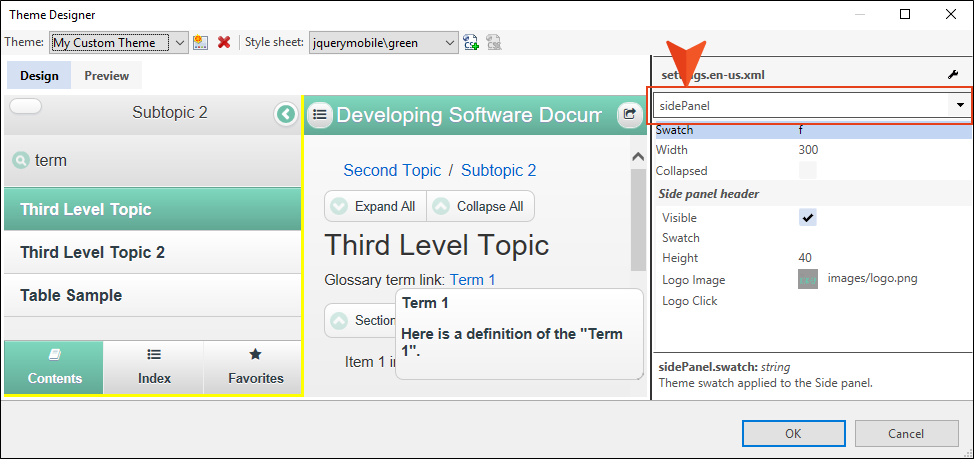 Theme Designer
Theme: My Custom Theme Style sheet: jquerymobile\green
Design Preview
Subtopic 2
term
Third Level Topic
Third Level Topic 2
Table Sample
Contents Index Favorites
Developing Software Docum
Second Topic / Subtopic 2
Expand All Collapse All
Third Level Topic
Glossary term link: Term 1
Section
Term 1
Here is a definition of the "Term
1".
Item 1 in
settings.en-us.xml
sidePanel
Swatch f
Width 300
Collapsed
Side panel header
Visible
Swatch
Height 40
Logo Image images/logo.png
Logo Click
sidePanel.swatch: string
Theme swatch applied to the Side panel.
OK Cancel